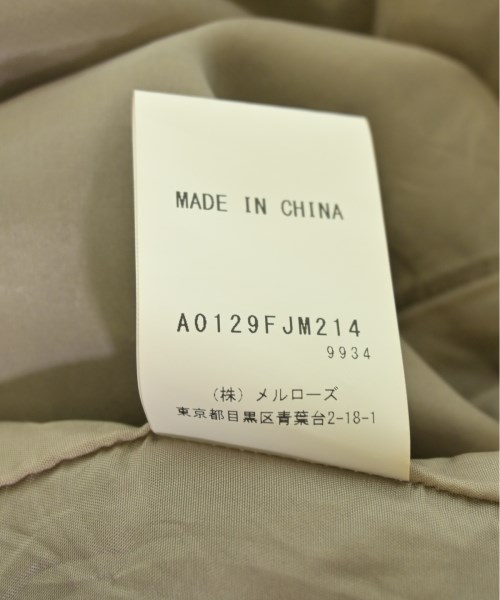 MADE IN CHINA
A0129FJM214
9934
(株) メルローズ
東京都目黒区青葉台2-18-1